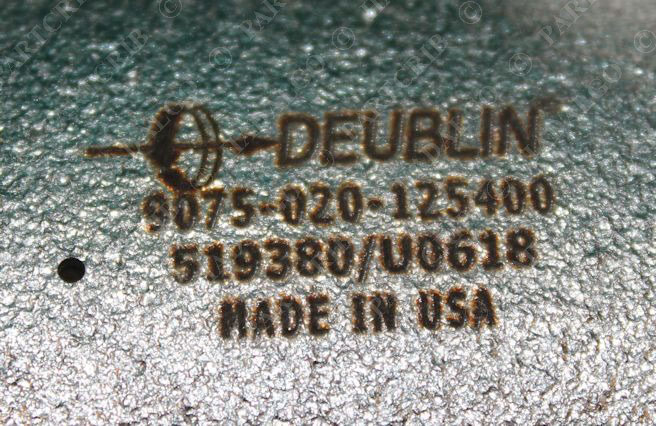 DEUBLIN
9075-020-125400
519380/U0618
MADE IN USA